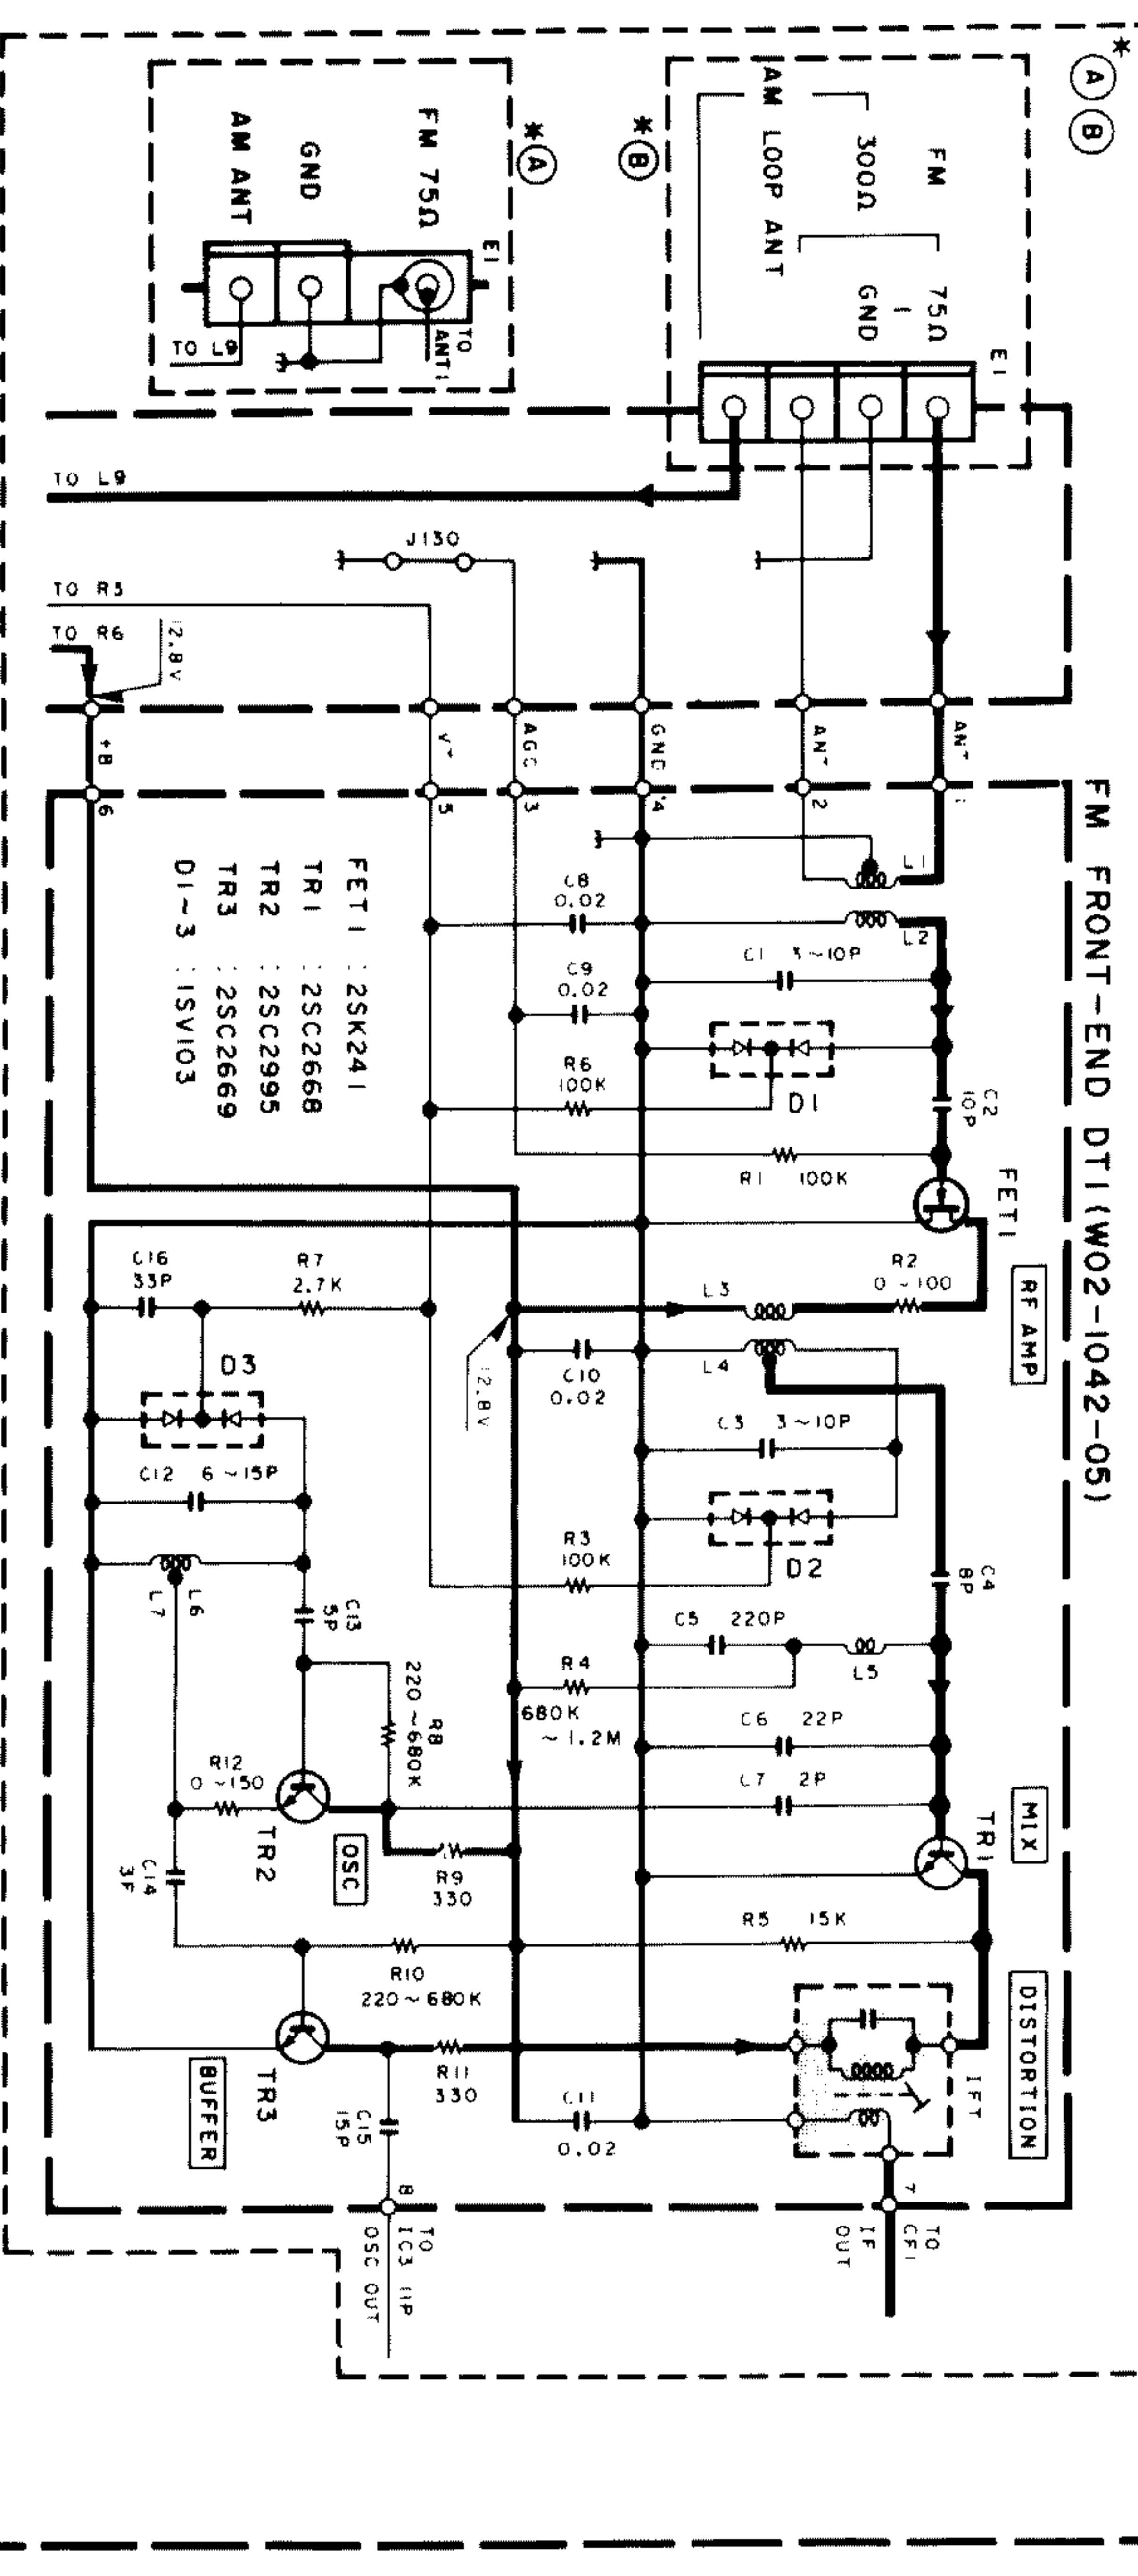 *
A B
FM 75Ω
GND
AM ANT
E1
TO ANT1
TO L9
* A
* B
FM
300Ω
75Ω
GND
AM LOOP ANT
E1
TO L9
J130
TO R3
TO R6
12.8V
+B
AGC
GND
ANT
ANT
6
5
3
4
2
1
FM FRONT-END DT1 (W02-1042-05)
FET1 : 2SK241
TR1 : 2SC2668
TR2 : 2SC2995
TR3 : 2SC2669
D1~3 : 1SV103
L1
L2
C8
0.02
C1 3~10P
C9
0.02
R6
100K
D1
C2
10P
R1 100K
FET1
RF AMP
C16
33P
R7
2.7K
R2
0~100
L3
L4
12.8V
C10
0.02
D3
C3 3~10P
C12 6~15P
R3
100K
D2
C4
8P
L6
L7
C13
5P
C5 220P
L5
R4
680K
~1.2M
R8
220~680K
C6 22P
C7 2P
R12
0~150
TR2
OSC
TR1
MIX
C14
R9
330
R5 15K
R10
220~680K
DISTORTION
IFT
TR3
BUFFER
R11
330
C15
15P
C11
0.02
8
7
TO
IC3 11P
OSC OUT
TO
CF1
IF
OUT